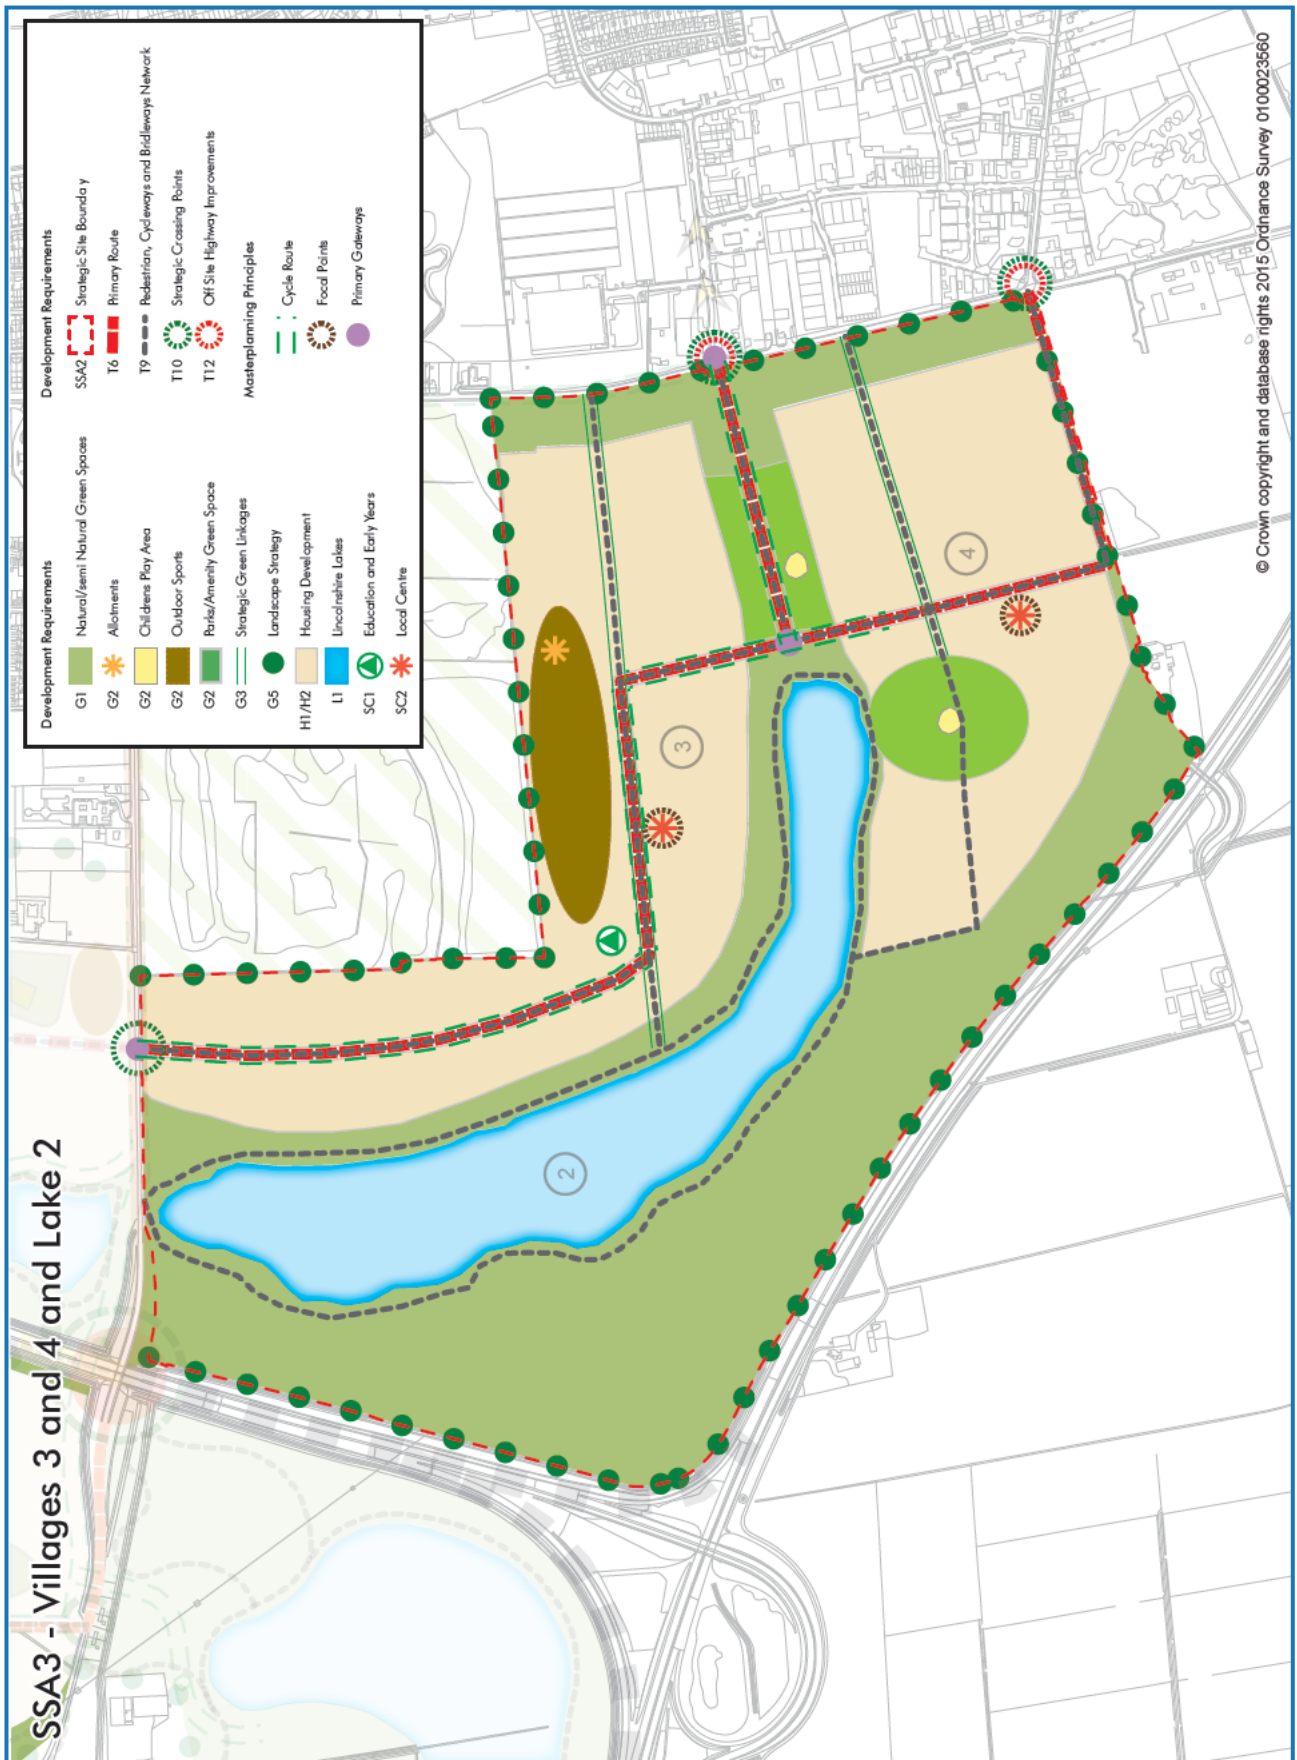 SSA3 - Villages 3 and 4 and Lake 2
Development Requirements
G1 Natural/semi Natural Green Spaces
G2 Allotments
G2 Childrens Play Area
G2 Outdoor Sports
G2 Parks/Amenity Green Space
G3 Strategic Green Linkages
G5 Landscape Strategy
H1/H2 Housing Development
L1 Lincolnshire Lakes
SC1 Education and Early Years
SC2 Local Centre
Development Requirements
SSA2 Strategic Site Bounda y
T6 Primary Route
T9 Pedestrian, Cycleways and Bridleways Network
T10 Strategic Crossing Points
T12 Off Site Highway Improvements
Masterplanning Principles
Cycle Route
Focal Points
Primary Gateways
2
3
4
© Crown copyright and database rights 2015 Ordnance Survey 0100023560